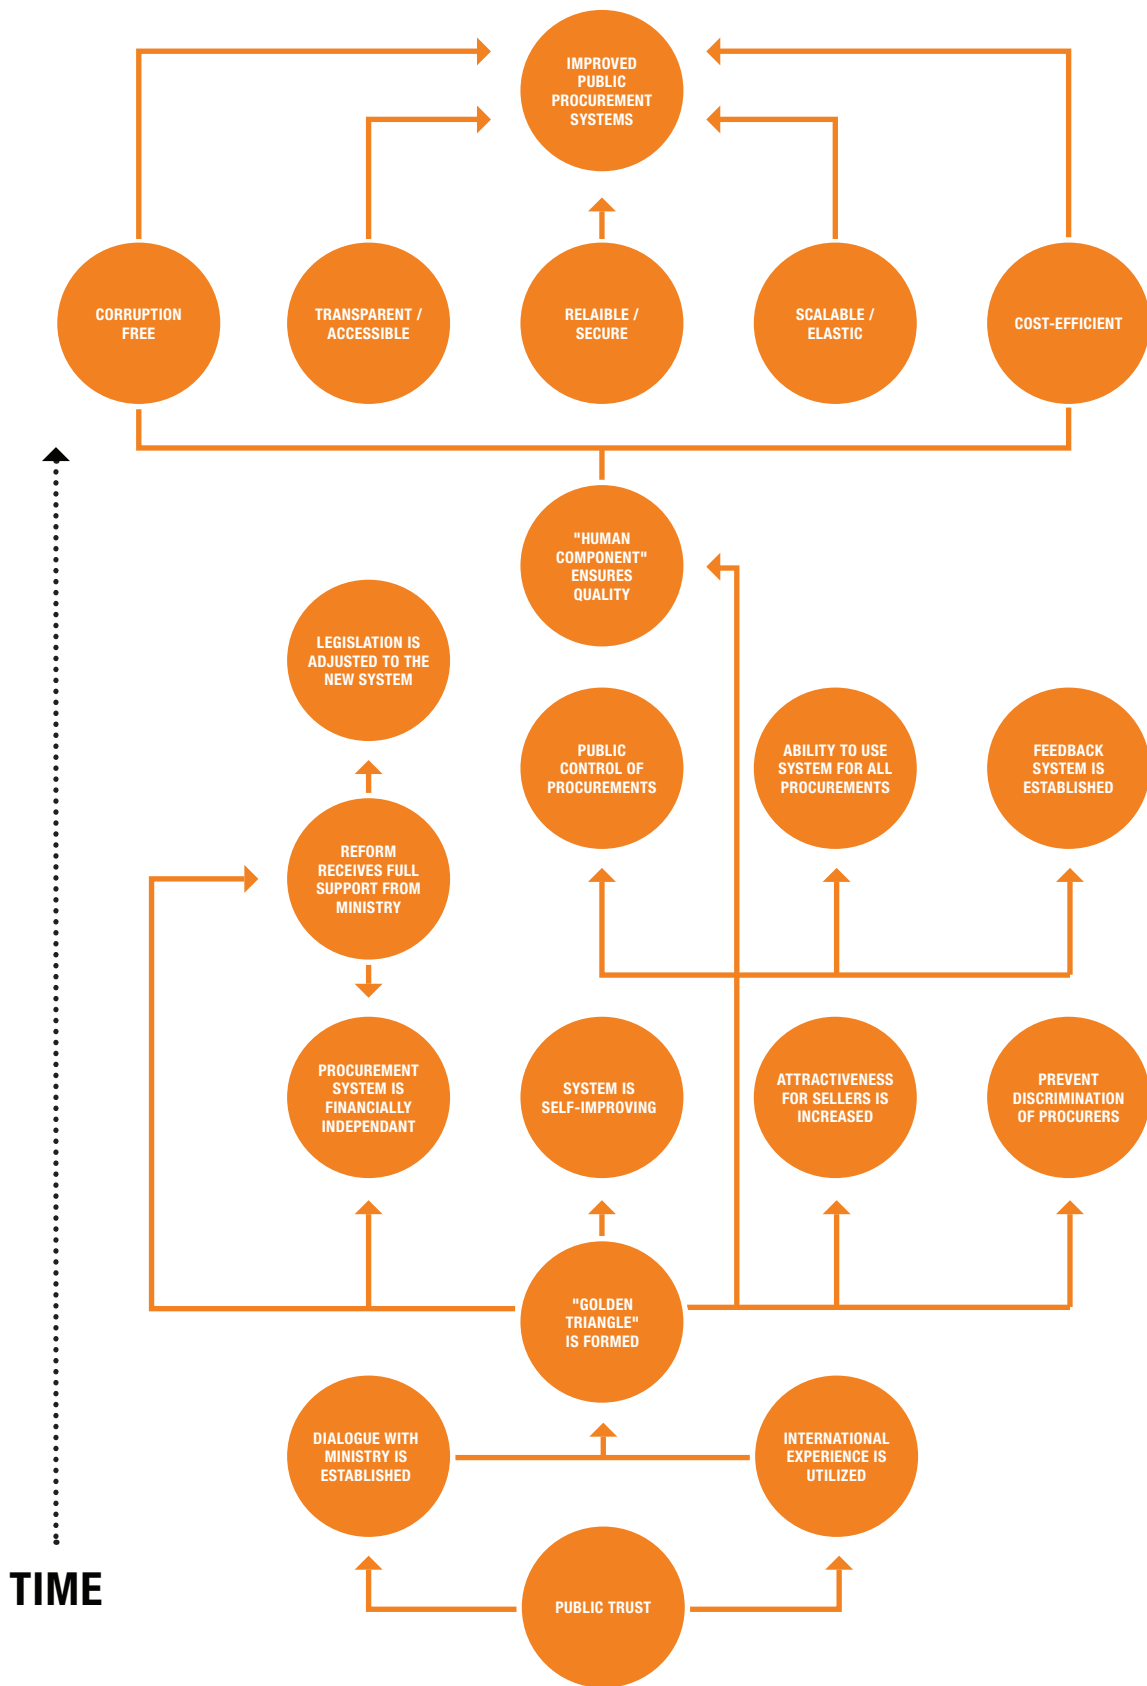 IMPROVED
PUBLIC
PROCUREMENT
SYSTEMS
CORRUPTION
FREE
TRANSPARENT /
ACCESSIBLE
RELAIBLE /
SECURE
SCALABLE /
ELASTIC
COST-EFFICIENT
"HUMAN
COMPONENT"
ENSURES
QUALITY
LEGISLATION IS
ADJUSTED TO THE
NEW SYSTEM
PUBLIC
CONTROL OF
PROCUREMENTS
ABILITY TO USE
SYSTEM FOR ALL
PROCUREMENTS
FEEDBACK
SYSTEM IS
ESTABLISHED
REFORM
RECEIVES FULL
SUPPORT FROM
MINISTRY
PROCUREMENT
SYSTEM IS
FINANCIALLY
INDEPENDANT
SYSTEM IS
SELF-IMPROVING
ATTRACTIVENESS
FOR SELLERS IS
INCREASED
PREVENT
DISCRIMINATION
OF PROCURERS
"GOLDEN
TRIANGLE"
IS FORMED
DIALOGUE WITH
MINISTRY IS
ESTABLISHED
INTERNATIONAL
EXPERIENCE IS
UTILIZED
TIME
PUBLIC TRUST